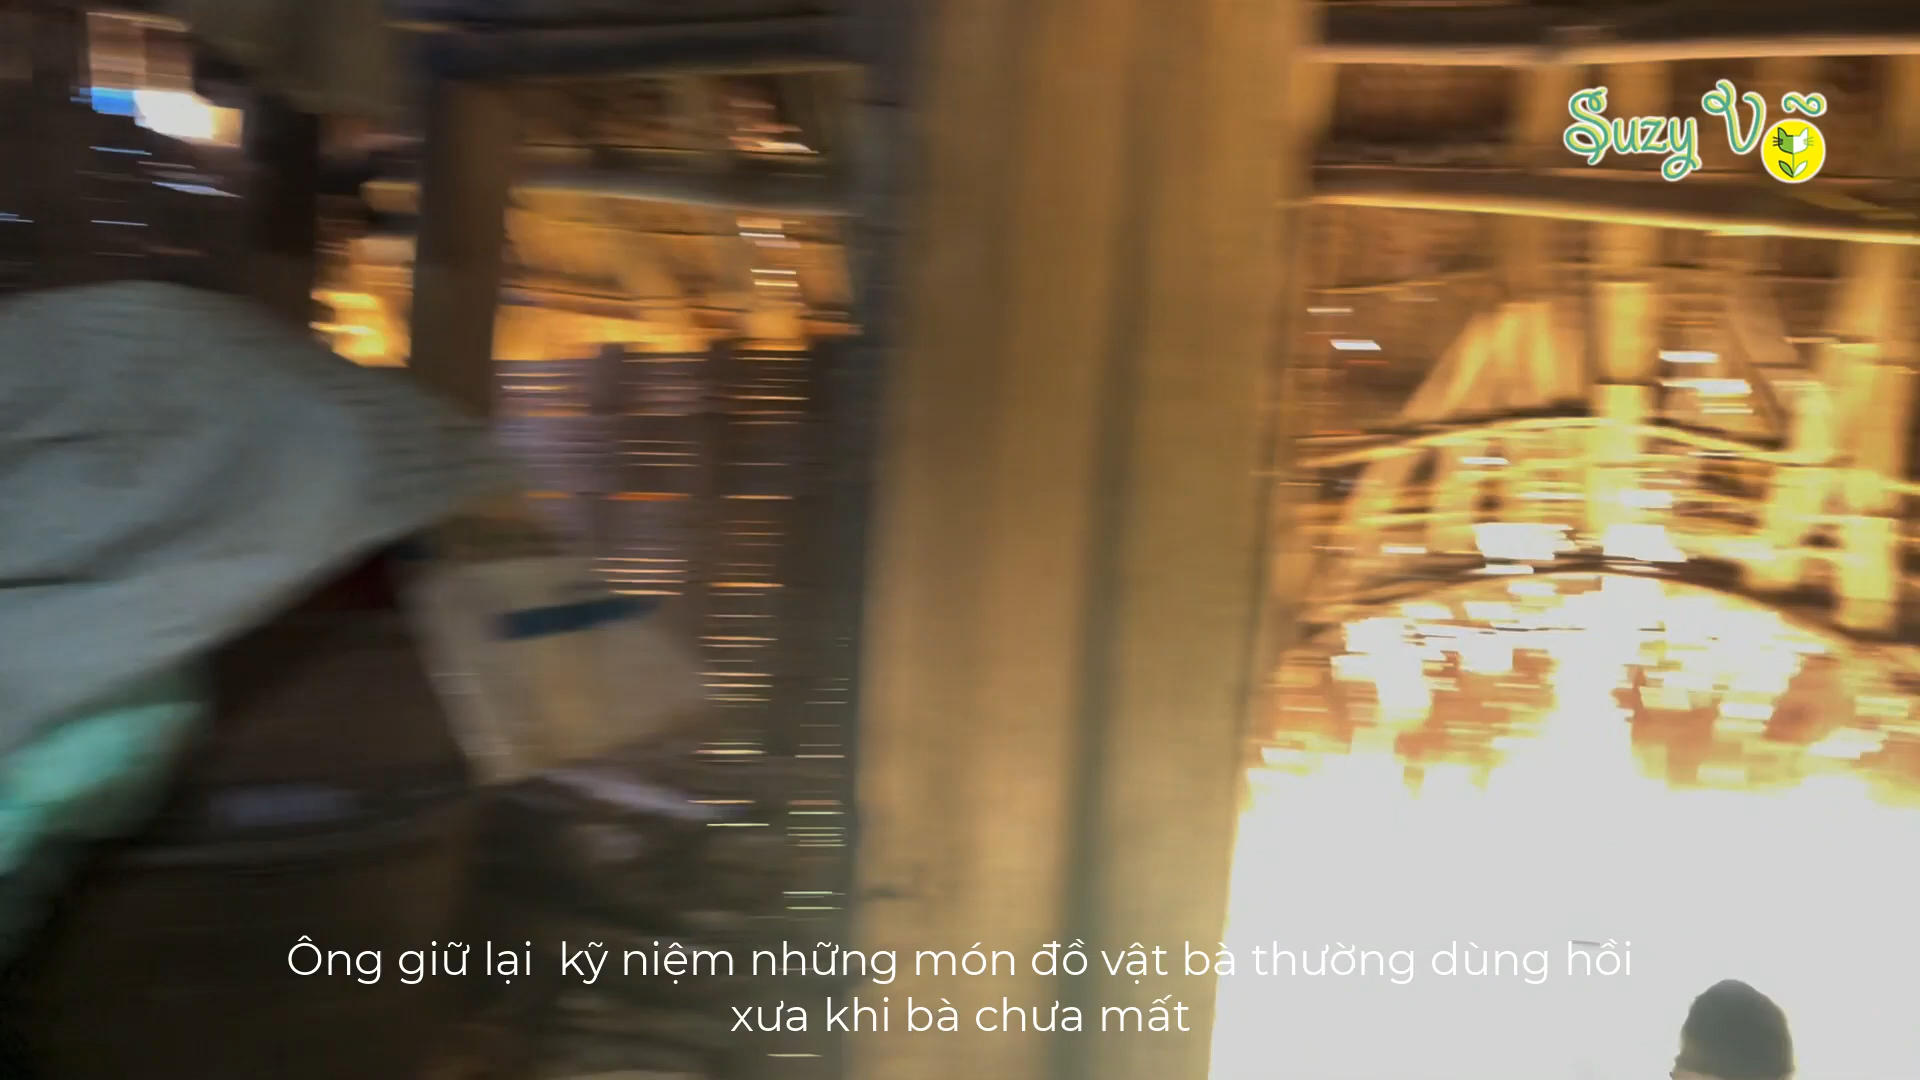 Suzy Võ
Ông giữ lại kỹ niệm những món đồ vật bà thường dùng hồi
xưa khi bà chưa mất